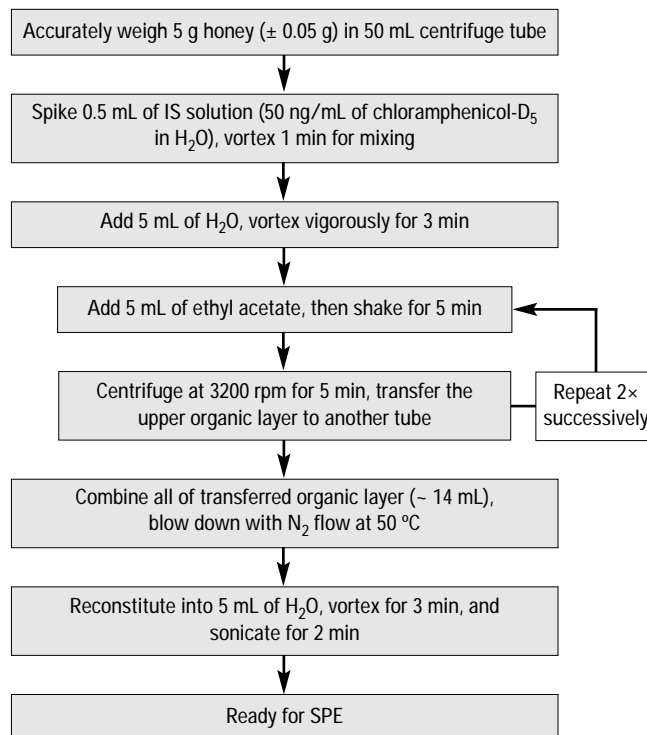 Accurately weigh 5 g honey (± 0.05 g) in 50 mL centrifuge tube
Spike 0.5 mL of IS solution (50 ng/mL of chloramphenicol-D₅
in H₂O), vortex 1 min for mixing
Add 5 mL of H₂O, vortex vigorously for 3 min
Add 5 mL of ethyl acetate, then shake for 5 min
Centrifuge at 3200 rpm for 5 min, transfer the
upper organic layer to another tube
Repeat 2×
successively
Combine all of transferred organic layer (~ 14 mL),
blow down with N₂ flow at 50 ºC
Reconstitute into 5 mL of H₂O, vortex for 3 min, and
sonicate for 2 min
Ready for SPE